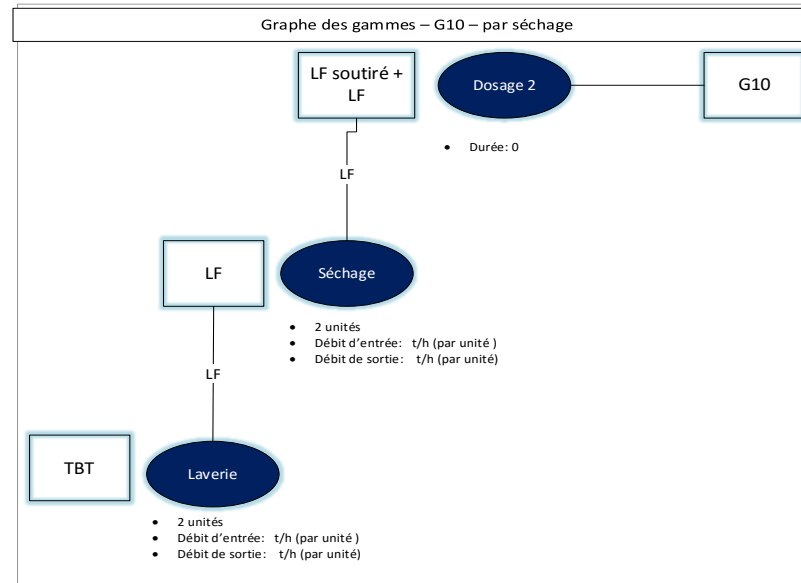 Graphe des gammes – G10 – par séchage
LF soutiré +
LF
Dosage 2
G10
• Durée: 0
LF
LF
Séchage
• 2 unités
• Débit d’entrée: t/h (par unité )
• Débit de sortie: t/h (par unité)
LF
TBT
Laverie
• 2 unités
• Débit d’entrée: t/h (par unité )
• Débit de sortie: t/h (par unité)